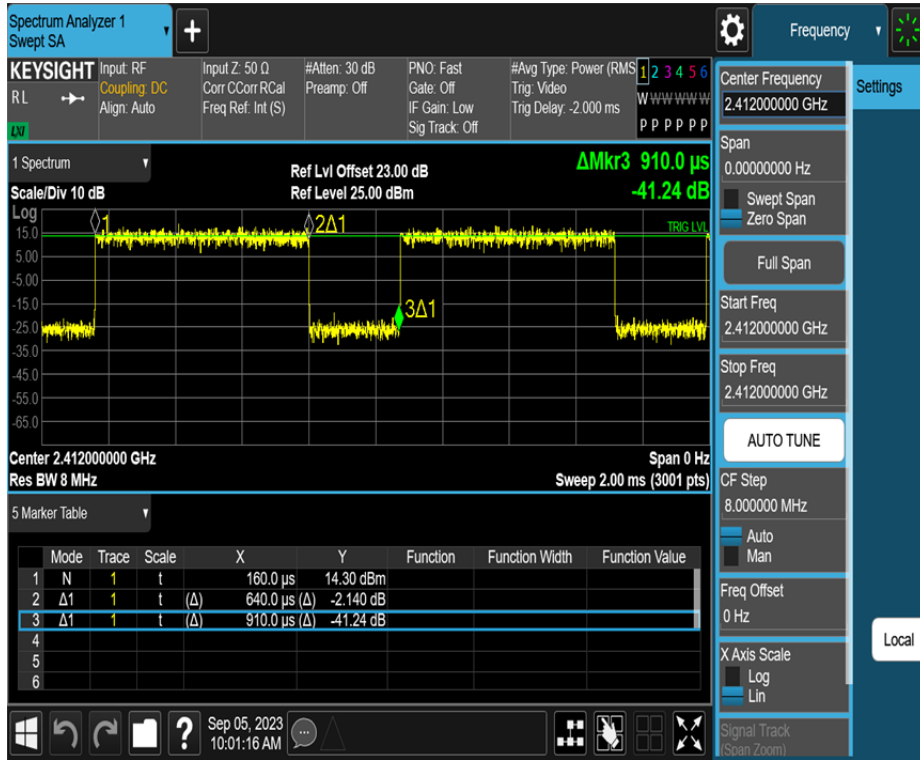 Spectrum Analyzer 1
Swept SA
+
Frequency
KEYSIGHT
RL
LXI
Input: RF
Coupling: DC
Align: Auto
Input Z: 50 Ω
Corr CCorr RCal
Freq Ref: Int (S)
#Atten: 30 dB
Preamp: Off
PNO: Fast
Gate: Off
IF Gain: Low
Sig Track: Off
#Avg Type: Power (RMS
Trig: Video
Trig Delay: -2.000 ms
1 2 3 4 5 6
W W W W W W
P P P P P P
Center Frequency
2.412000000 GHz
Settings
1 Spectrum
Scale/Div 10 dB
Ref Lvl Offset 23.00 dB
Ref Level 25.00 dBm
ΔMkr3 910.0 µs
-41.24 dB
Span
0.00000000 Hz
Swept Span
Zero Span
Full Span
Log
15.0
5.00
-5.00
-15.0
-25.0
-35.0
-45.0
-55.0
-65.0
1
2Δ1
3Δ1
TRIG LVL
Start Freq
2.412000000 GHz
Stop Freq
2.412000000 GHz
AUTO TUNE
Center 2.412000000 GHz
Span 0 Hz
Res BW 8 MHz
Sweep 2.00 ms (3001 pts)
CF Step
8.000000 MHz
Auto
Man
5 Marker Table
Mode Trace Scale X Y Function Function Width Function Value
1 N 1 t 160.0 µs 14.30 dBm
2 Δ1 1 t (Δ) 640.0 µs (Δ) -2.140 dB
3 Δ1 1 t (Δ) 910.0 µs (Δ) -41.24 dB
4
5
6
Freq Offset
0 Hz
Local
X Axis Scale
Log
Lin
Signal Track
(Span Zoom)
?
Sep 05, 2023
10:01:16 AM